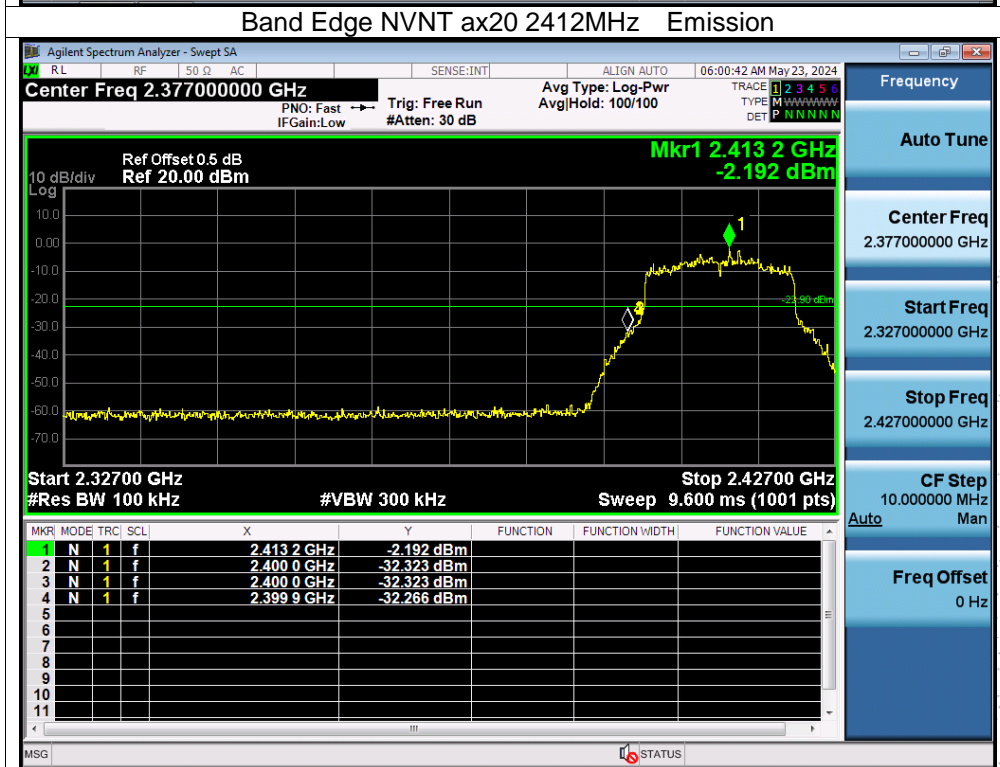 Band Edge NVNT ax20 2412MHz Emission
Agilent Spectrum Analyzer - Swept SA
LXI RL RF 50 Ω AC SENSE:INT ALIGN AUTO 06:00:42 AM May 23, 2024
Center Freq 2.377000000 GHz
PNO: Fast
IFGain:Low
Trig: Free Run
#Atten: 30 dB
Avg Type: Log-Pwr
Avg|Hold: 100/100
TRACE 1 2 3 4 5 6
TYPE M WWWWW
DET P N N N N N
Ref Offset 0.5 dB
10 dB/div Ref 20.00 dBm
Log
Mkr1 2.413 2 GHz
-2.192 dBm
10.0
0.00
-10.0
-20.0
-30.0
-40.0
-50.0
-60.0
-70.0
1
-22.90 dBm
Start 2.32700 GHz Stop 2.42700 GHz
#Res BW 100 kHz #VBW 300 kHz Sweep 9.600 ms (1001 pts)
MKR MODE TRC SCL X Y FUNCTION FUNCTION WIDTH FUNCTION VALUE
1 N 1 f 2.413 2 GHz -2.192 dBm
2 N 1 f 2.400 0 GHz -32.323 dBm
3 N 1 f 2.400 0 GHz -32.323 dBm
4 N 1 f 2.399 9 GHz -32.266 dBm
5
6
7
8
9
10
11
MSG STATUS
Frequency
Auto Tune
Center Freq
2.377000000 GHz
Start Freq
2.327000000 GHz
Stop Freq
2.427000000 GHz
CF Step
10.000000 MHz
Auto Man
Freq Offset
0 Hz